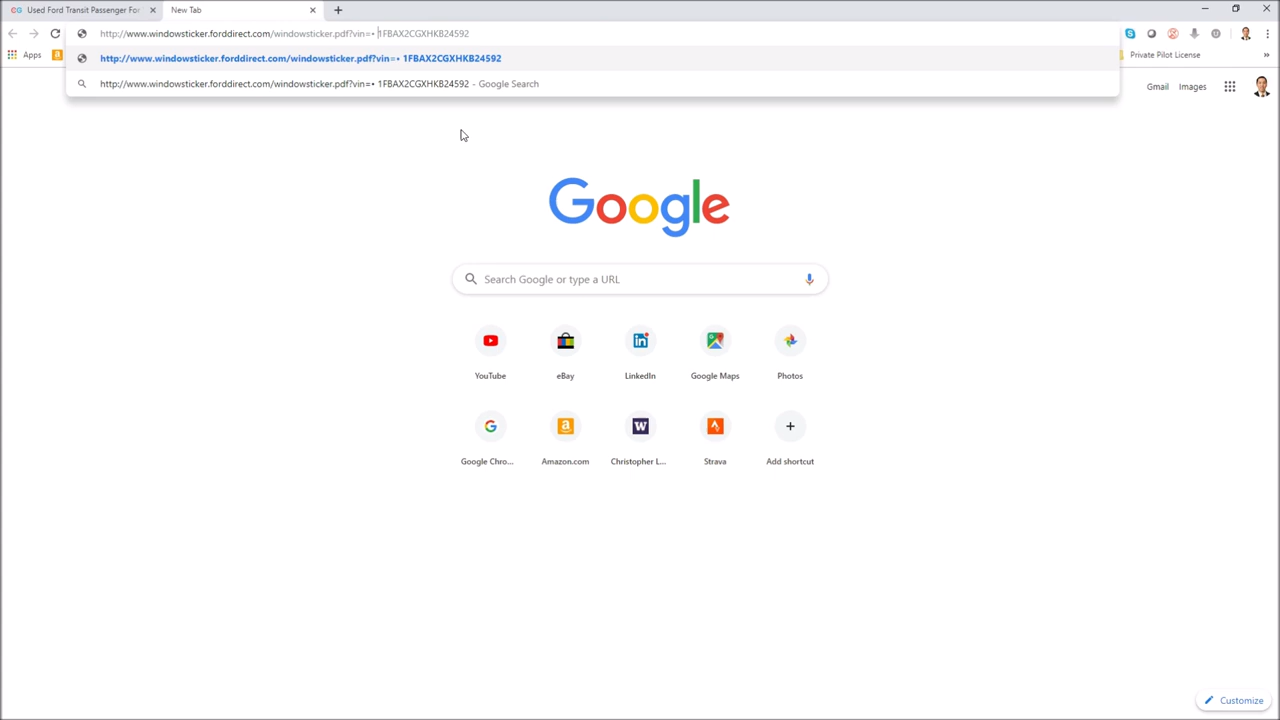 Used Ford Transit Passenger For
New Tab
http://www.windowsticker.forddirect.com/windowsticker.pdf?vin=• 1FBAX2CGXHKB24592
http://www.windowsticker.forddirect.com/windowsticker.pdf?vin=• 1FBAX2CGXHKB24592
http://www.windowsticker.forddirect.com/windowsticker.pdf?vin=• 1FBAX2CGXHKB24592 - Google Search
Apps
Private Pilot License
Gmail
Images
Google
Search Google or type a URL
YouTube
eBay
LinkedIn
Google Maps
Photos
Google Chro...
Amazon.com
Christopher L...
Strava
Add shortcut
Customize